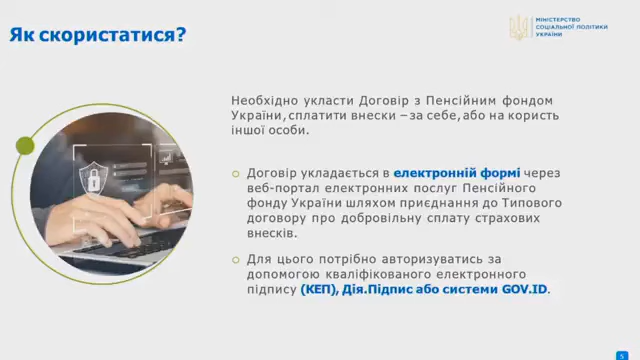 Як скористатися?
МІНІСТЕРСТВО
СОЦІАЛЬНОЇ ПОЛІТИКИ
УКРАЇНИ
Необхідно укласти Договір з Пенсійним фондом
України, сплатити внески – за себе, або на користь
іншої особи.
Договір укладається в електронній формі через
веб-портал електронних послуг Пенсійного
фонду України шляхом приєднання до Типового
договору про добровільну сплату страхових
внесків.
Для цього потрібно авторизуватись за
допомогою кваліфікованого електронного
підпису (КЕП), Дія.Підпис або системи GOV.ID.
5